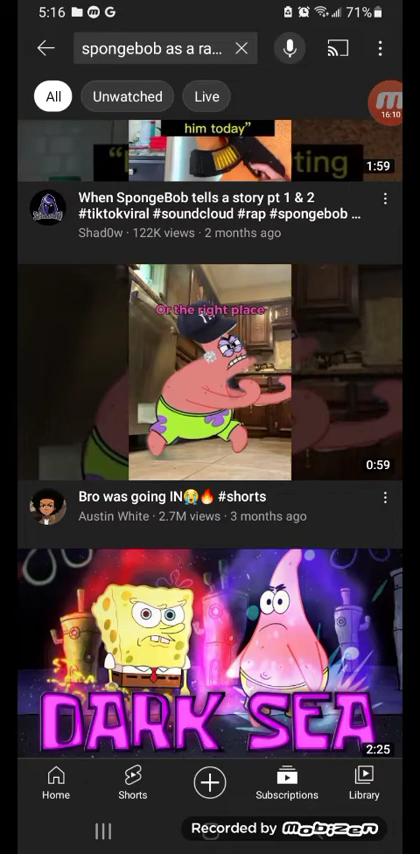 5:16
G
71%
spongebob as a ra...
All
Unwatched
Live
16:10
him today"
ting
1:59
When SpongeBob tells a story pt 1 & 2
#tiktokviral #soundcloud #rap #spongebob ...
Shad0w · 122K views · 2 months ago
Or the right place
0:59
Bro was going IN😭🔥 #shorts
Austin White · 2.7M views · 3 months ago
DARK SEA
2:25
Home
Shorts
Subscriptions
Library
Recorded by mobizen